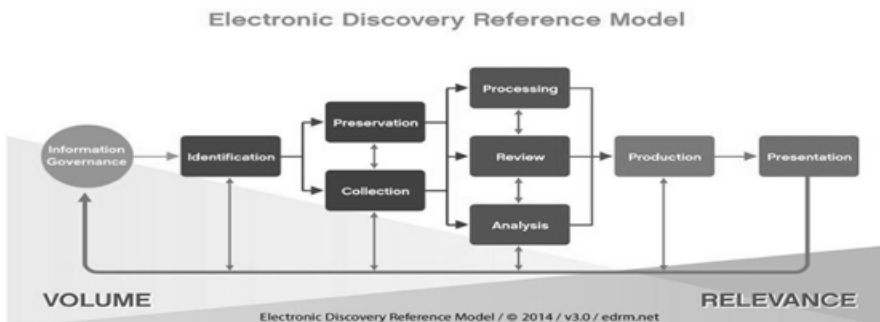 Electronic Discovery Reference Model
Information
Governance
Identification
Preservation
Collection
Processing
Review
Analysis
Production
Presentation
VOLUME
RELEVANCE
Electronic Discovery Reference Model / © 2014 / v3.0 / edrm.net